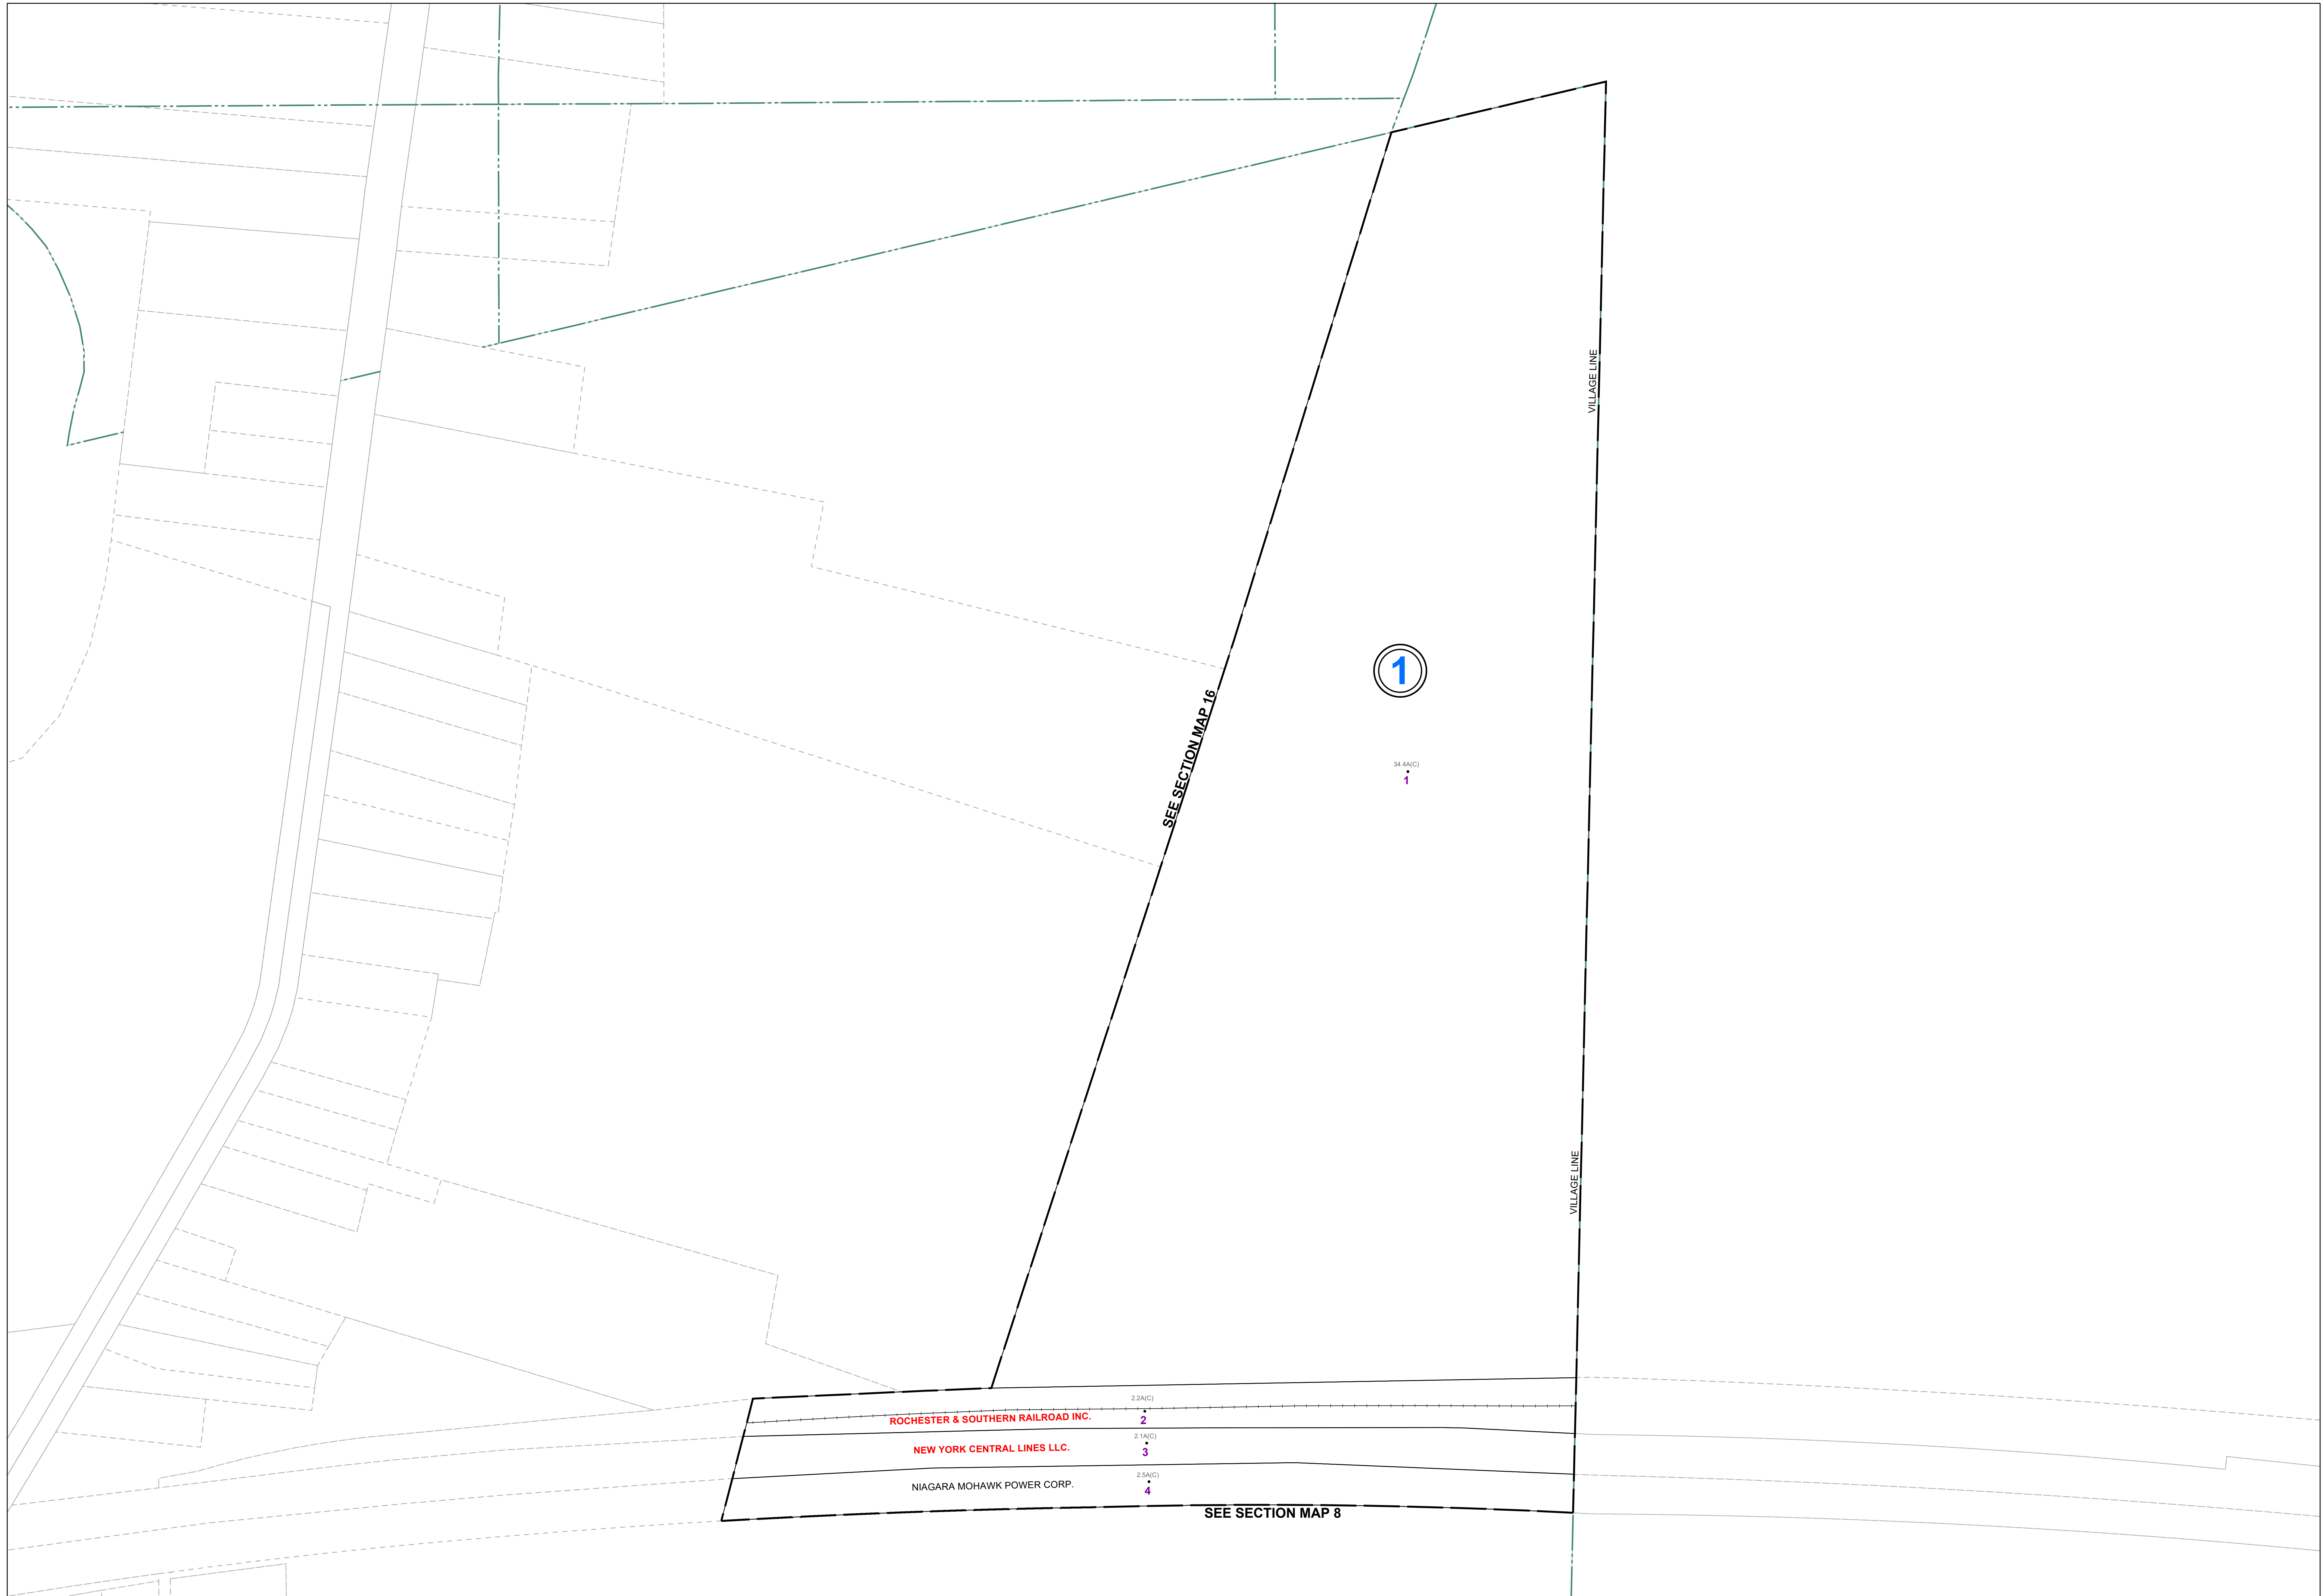 VILLAGE LINE
1
SEE SECTION MAP 16
34.4A(C)
1
VILLAGE LINE
2.2A(C)
ROCHESTER & SOUTHERN RAILROAD INC.
2
2.1A(C)
NEW YORK CENTRAL LINES LLC.
3
2.5A(C)
NIAGARA MOHAWK POWER CORP.
4
SEE SECTION MAP 8